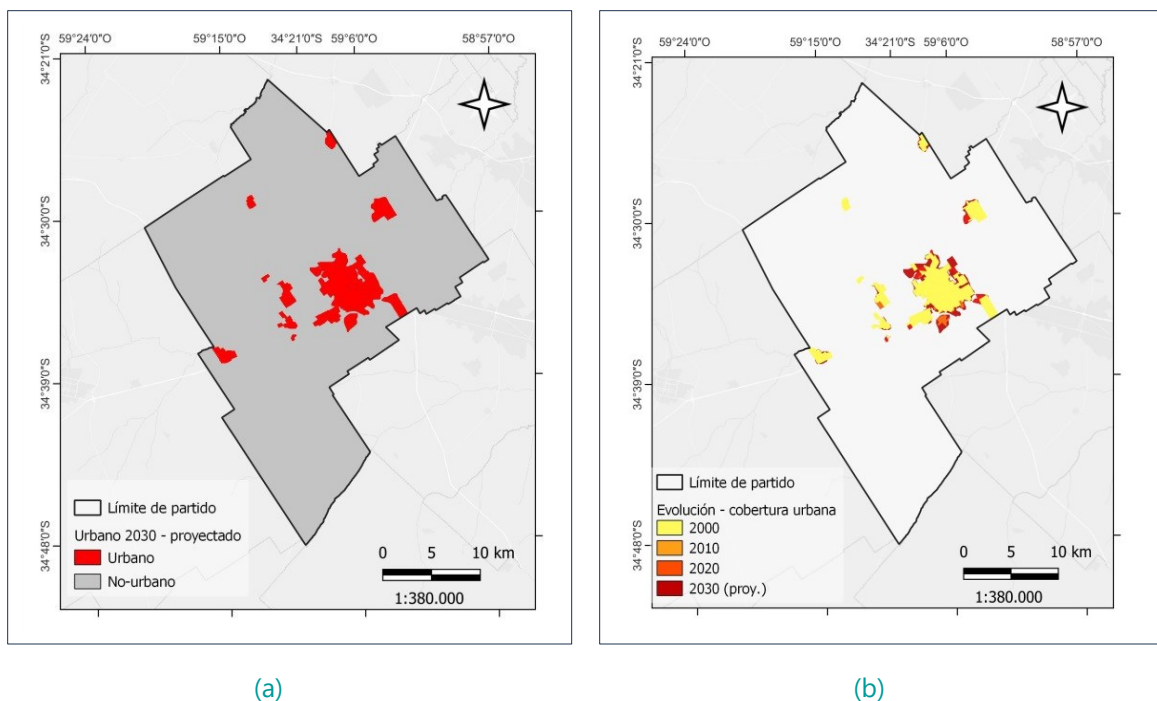 59°24'0"O 59°15'0"O 34°21'0"S 59°6'0"O 58°57'0"O
34°21'0"S
34°30'0"S
34°39'0"S
34°48'0"S
Límite de partido
Urbano 2030 - proyectado
Urbano
No-urbano
0 5 10 km
1:380.000
(a)
59°24'0"O 59°15'0"O 34°21'0"S 59°6'0"O 58°57'0"O
34°21'0"S
34°30'0"S
34°39'0"S
34°48'0"S
Límite de partido
Evolución - cobertura urbana
2000
2010
2020
2030 (proy.)
0 5 10 km
1:380.000
(b)